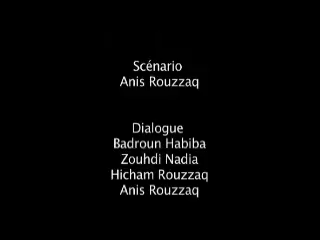 Scénario
Anis Rouzzaq
Dialogue
Badroun Habiba
Zouhdi Nadia
Hicham Rouzzaq
Anis Rouzzaq